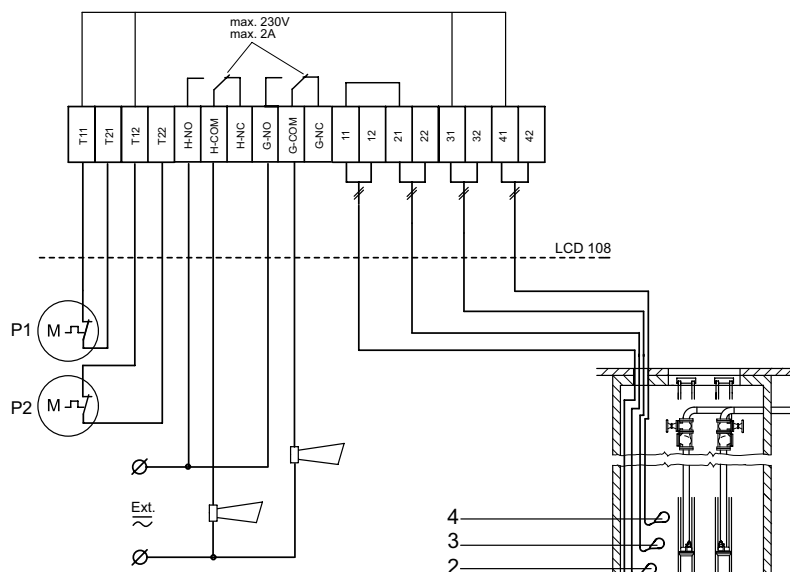 max. 230V
max. 2A
T11 T21 T12 T22 H-NO H-COM H-NC G-NO G-COM G-NC 11 12 21 22 31 32 41 42
LCD 108
P1 M
P2 M
Ext.
4
3
2